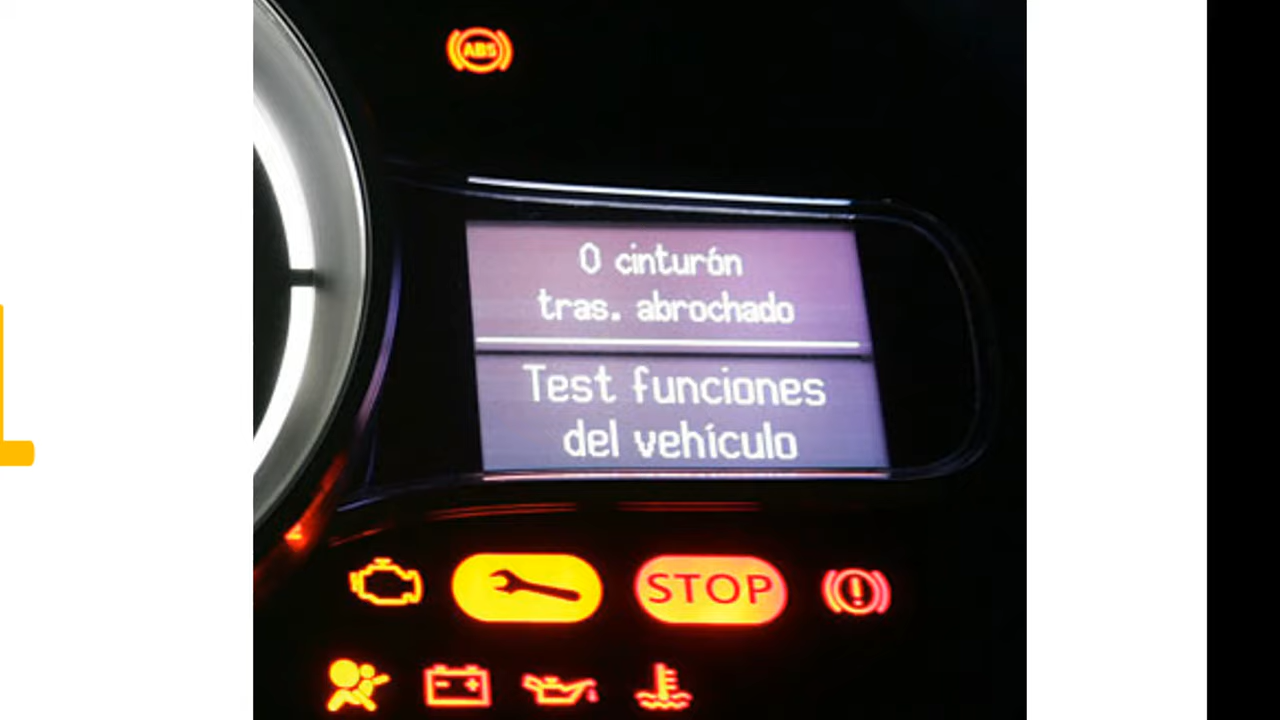 ABS
0 cinturón
tras. abrochado
Test funciones
del vehículo
STOP